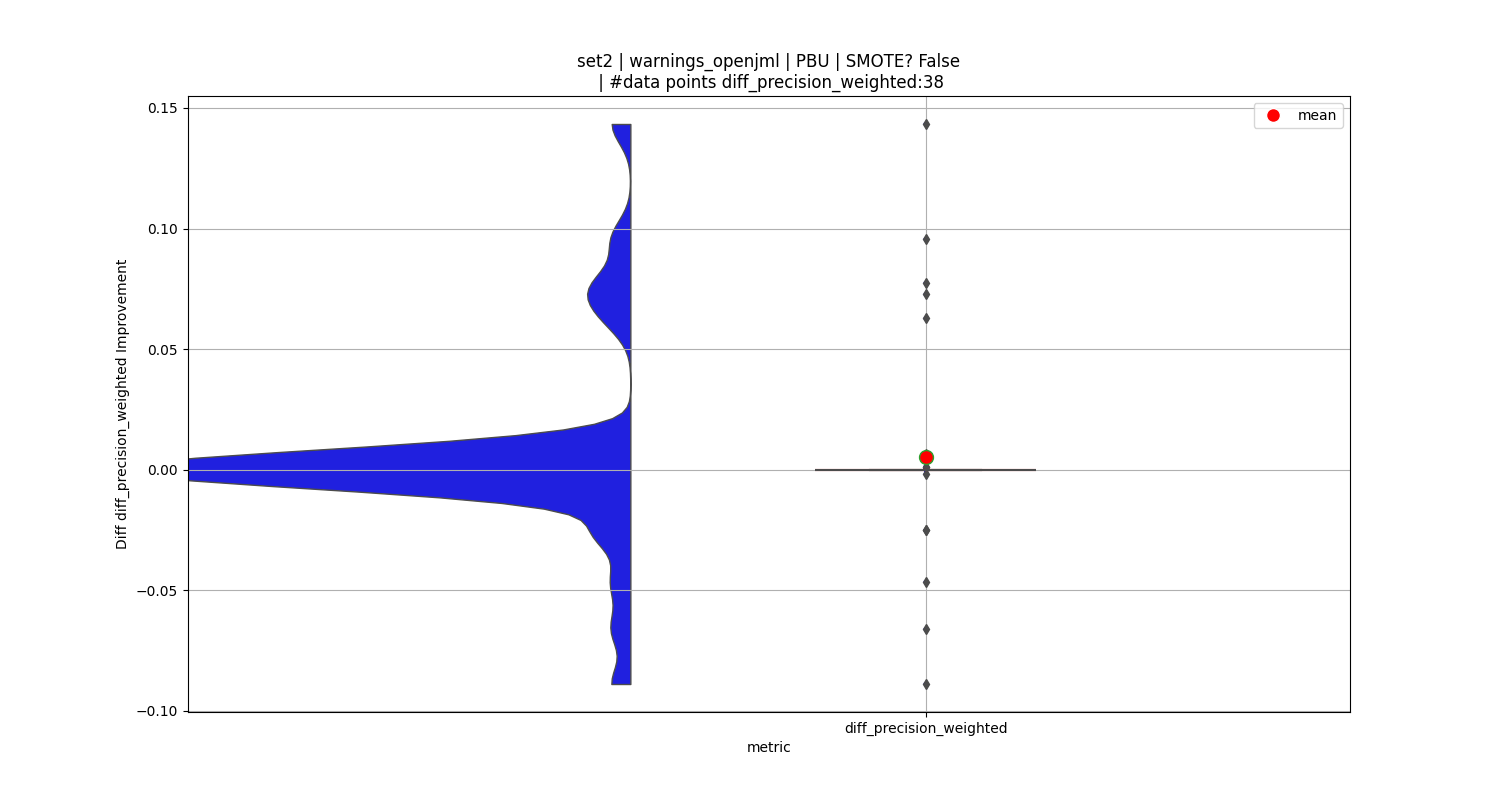 set2 | warnings_openjml | PBU | SMOTE? False
| #data points diff_precision_weighted:38
mean
0.15
0.10
0.05
0.00
−0.05
−0.10
Diff diff_precision_weighted Improvement
diff_precision_weighted
metric